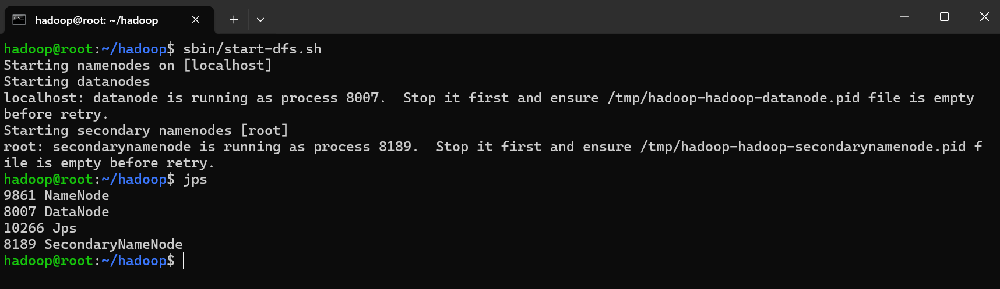 hadoop@root: ~/hadoop
hadoop@root:~/hadoop$ sbin/start-dfs.sh
Starting namenodes on [localhost]
Starting datanodes
localhost: datanode is running as process 8007.  Stop it first and ensure /tmp/hadoop-hadoop-datanode.pid file is empty
before retry.
Starting secondary namenodes [root]
root: secondarynamenode is running as process 8189.  Stop it first and ensure /tmp/hadoop-hadoop-secondarynamenode.pid f
ile is empty before retry.
hadoop@root:~/hadoop$ jps
9861 NameNode
8007 DataNode
10266 Jps
8189 SecondaryNameNode
hadoop@root:~/hadoop$